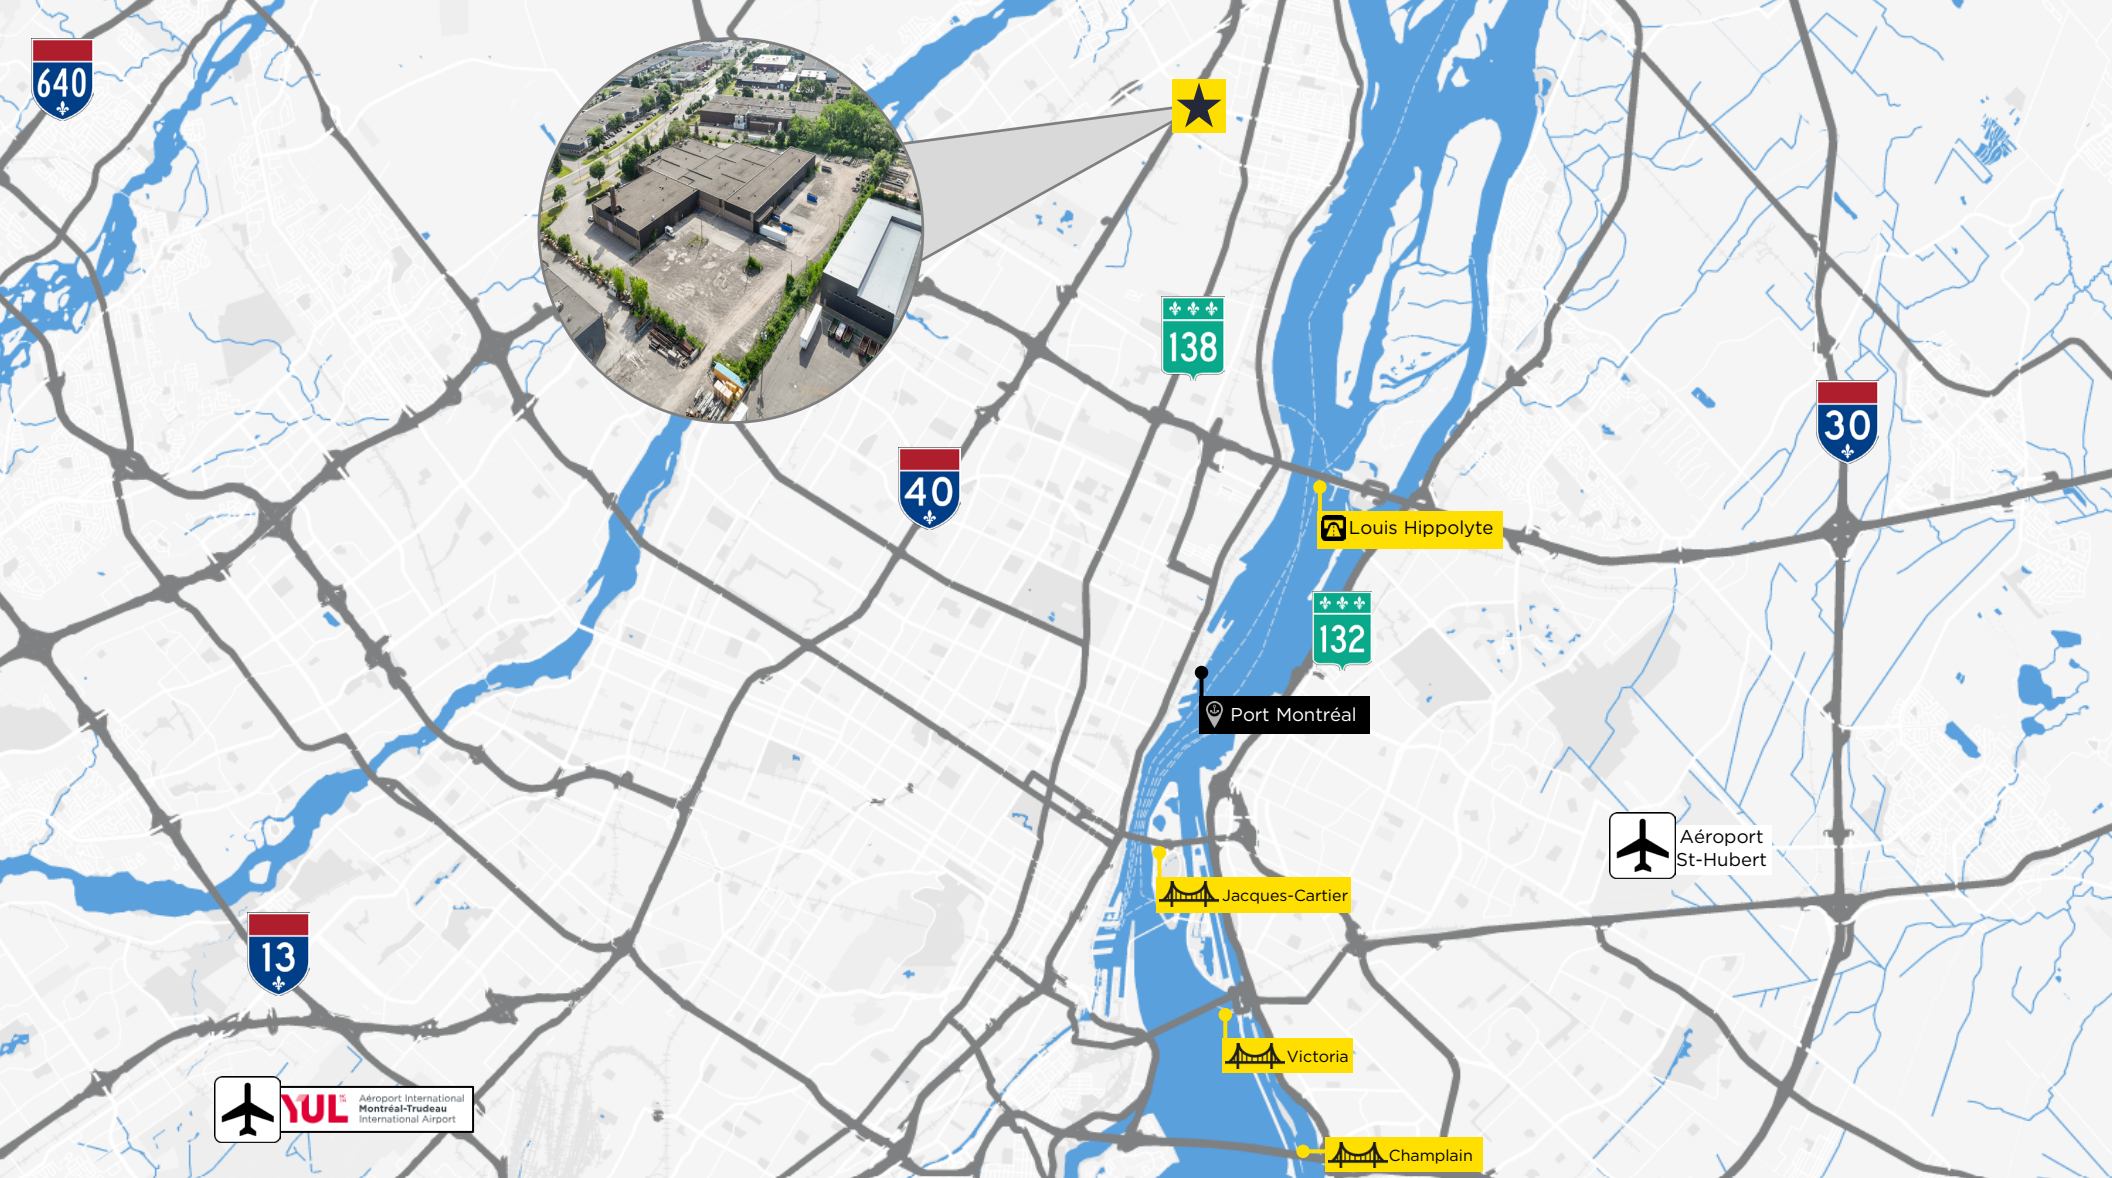 640
138
30
40
Louis Hippolyte
132
Port Montréal
Aéroport
St-Hubert
Jacques-Cartier
13
Victoria
YUL
Aéroport International
Montréal-Trudeau
International Airport
Champlain